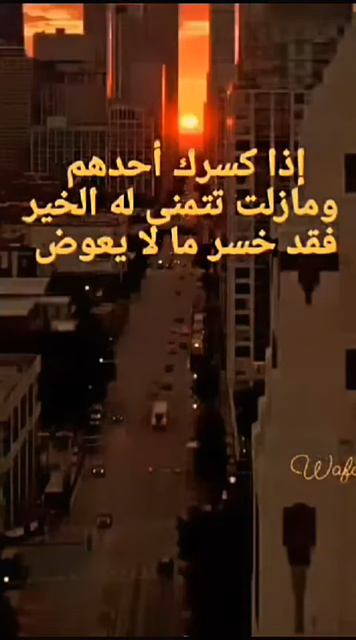 إذا كسرك أحدهم
ومازلت تتمنى له الخير
فقد خسر ما لا يعوض